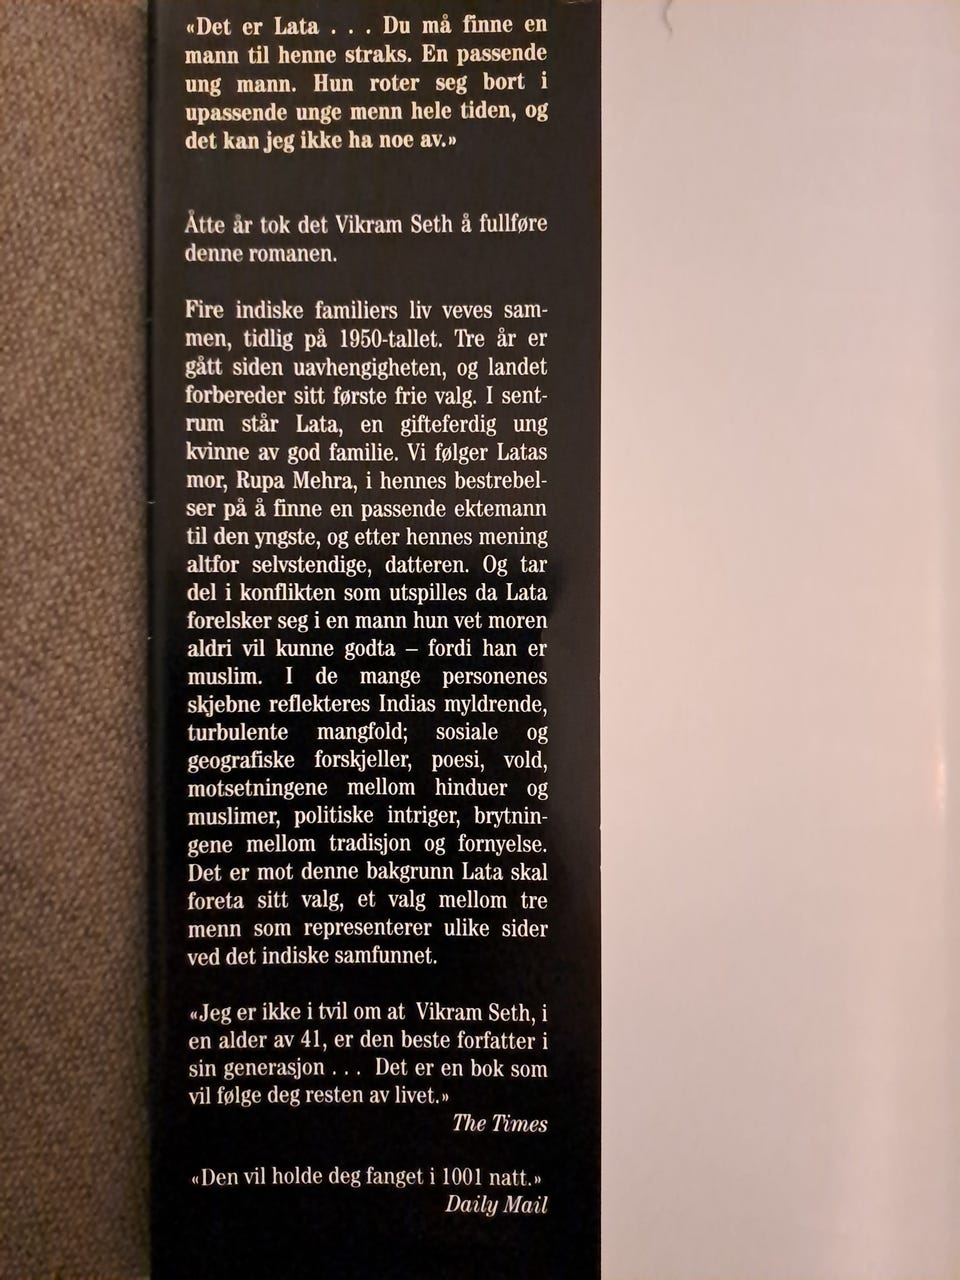 «Det er Lata . . . Du må finne en
mann til henne straks. En passende
ung mann. Hun roter seg bort i
upassende unge menn hele tiden, og
det kan jeg ikke ha noe av.»
Åtte år tok det Vikram Seth å fullføre
denne romanen.
Fire indiske familiers liv veves sam-
men, tidlig på 1950-tallet. Tre år er
gått siden uavhengigheten, og landet
forbereder sitt første frie valg. I sent-
rum står Lata, en gifteferdig ung
kvinne av god familie. Vi følger Latas
mor, Rupa Mehra, i hennes bestrebel-
ser på å finne en passende ektemann
til den yngste, og etter hennes mening
altfor selvstendige, datteren. Og tar
del i konflikten som utspilles da Lata
forelsker seg i en mann hun vet moren
aldri vil kunne godta – fordi han er
muslim. I de mange personenes
skjebne reflekteres Indias myldrende,
turbulente mangfold; sosiale og
geografiske forskjeller, poesi, vold,
motsetningene mellom hinduer og
muslimer, politiske intriger, brytnin-
gene mellom tradisjon og fornyelse.
Det er mot denne bakgrunn Lata skal
foreta sitt valg, et valg mellom tre
menn som representerer ulike sider
ved det indiske samfunnet.
«Jeg er ikke i tvil om at Vikram Seth, i
en alder av 41, er den beste forfatter i
sin generasjon . . . Det er en bok som
vil følge deg resten av livet.»
The Times
«Den vil holde deg fanget i 1001 natt.»
Daily Mail